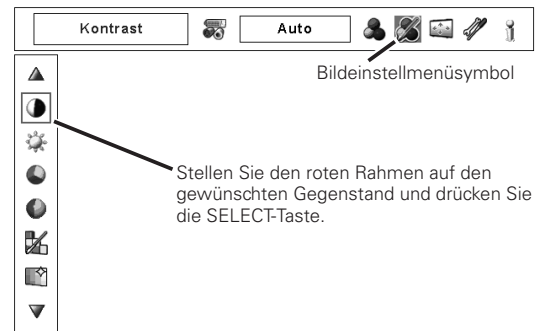 Kontrast
Auto
Bildeinstellmenüsymbol
Stellen Sie den roten Rahmen auf den
gewünschten Gegenstand und drücken Sie
die SELECT-Taste.